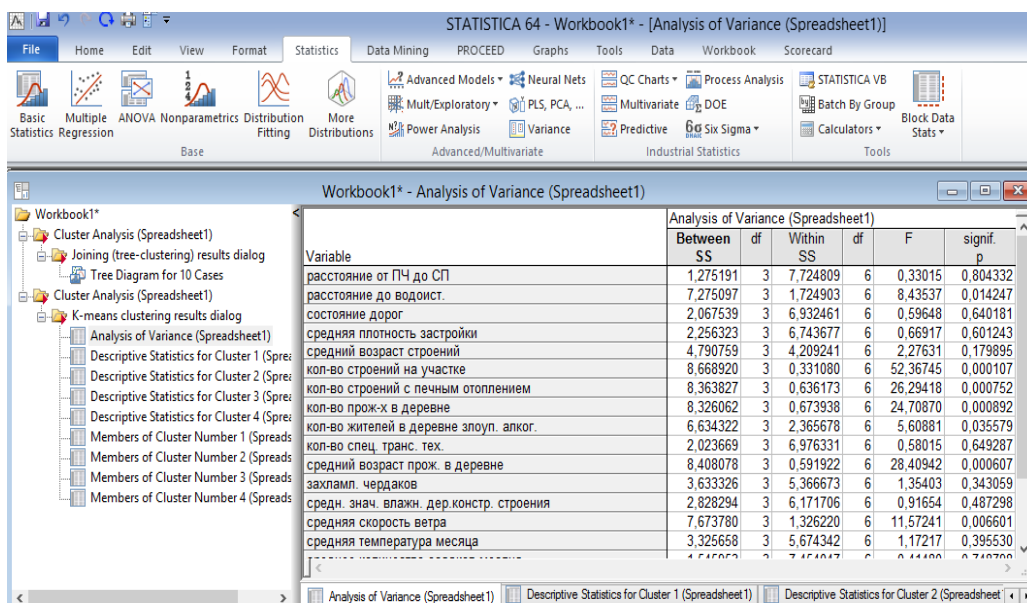 STATISTICA 64 - Workbook1* - [Analysis of Variance (Spreadsheet1)]
File Home Edit View Format Statistics Data Mining PROCEED Graphs Tools Data Workbook Scorecard
Basic Statistics
Multiple Regression
ANOVA
Nonparametrics
Distribution Fitting
More Distributions
Base
Advanced Models
Mult/Exploratory
Power Analysis
Neural Nets
PLS, PCA, ...
Variance
Advanced/Multivariate
QC Charts
Multivariate
Predictive
Process Analysis
DOE
Six Sigma
Industrial Statistics
STATISTICA VB
Batch By Group
Calculators
Block Data Stats
Tools
Workbook1* - Analysis of Variance (Spreadsheet1)
Workbook1*
Cluster Analysis (Spreadsheet1)
Joining (tree-clustering) results dialog
Tree Diagram for 10 Cases
Cluster Analysis (Spreadsheet1)
K-means clustering results dialog
Analysis of Variance (Spreadsheet1)
Descriptive Statistics for Cluster 1 (Sprea
Descriptive Statistics for Cluster 2 (Sprea
Descriptive Statistics for Cluster 3 (Sprea
Descriptive Statistics for Cluster 4 (Sprea
Members of Cluster Number 1 (Spreads
Members of Cluster Number 2 (Spreads
Members of Cluster Number 3 (Spreads
Members of Cluster Number 4 (Spreads
Analysis of Variance (Spreadsheet1)
Variable Between SS df Within SS df F signif. p
расстояние от ПЧ до СП 1,275191 3 7,724809 6 0,33015 0,804332
расстояние до водоист. 7,275097 3 1,724903 6 8,43537 0,014247
состояние дорог 2,067539 3 6,932461 6 0,59648 0,640181
средняя плотность застройки 2,256323 3 6,743677 6 0,66917 0,601243
средний возраст строений 4,790759 3 4,209241 6 2,27631 0,179895
кол-во строений на участке 8,668920 3 0,331080 6 52,36745 0,000107
кол-во строений с печным отоплением 8,363827 3 0,636173 6 26,29418 0,000752
кол-во прож-х в деревне 8,326062 3 0,673938 6 24,70870 0,000892
кол-во жителей в деревне злоуп. алког. 6,634322 3 2,365678 6 5,60881 0,035579
кол-во спец. транс. тех. 2,023669 3 6,976331 6 0,58015 0,649287
средний возраст прож. в деревне 8,408078 3 0,591922 6 28,40942 0,000607
захламл. чердаков 3,633326 3 5,366673 6 1,35403 0,343059
средн. знач. влажн. дер.констр. строения 2,828294 3 6,171706 6 0,91654 0,487298
средняя скорость ветра 7,673780 3 1,326220 6 11,57241 0,006601
средняя температура месяца 3,325658 3 5,674342 6 1,17217 0,395530
Analysis of Variance (Spreadsheet1) Descriptive Statistics for Cluster 1 (Spreadsheet1) Descriptive Statistics for Cluster 2 (Spreadsheet